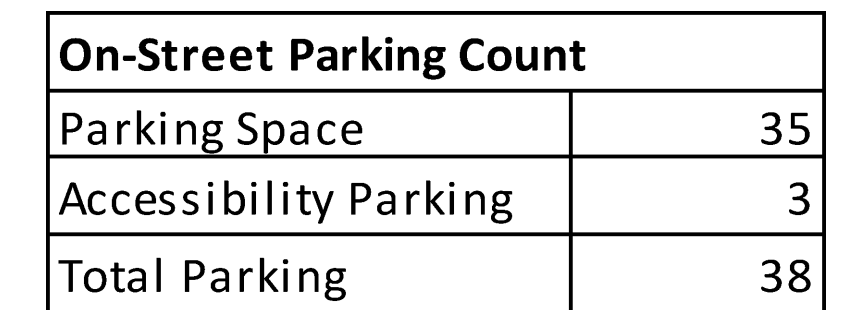 On-Street Parking Count
Parking Space 35
Accessibility Parking 3
Total Parking 38